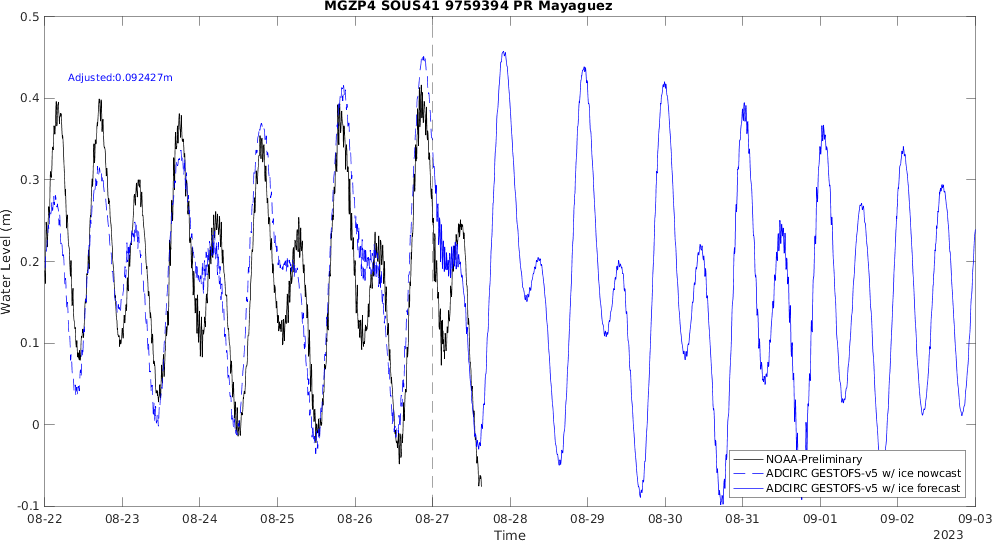 MGZP4 SOUS41 9759394 PR Mayaguez
Adjusted:0.092427m
Water Level (m)
0.5
0.4
0.3
0.2
0.1
0
-0.1
NOAA-Preliminary
ADCIRC GESTOFS-v5 w/ ice nowcast
ADCIRC GESTOFS-v5 w/ ice forecast
08-22 08-23 08-24 08-25 08-26 08-27 08-28 08-29 08-30 08-31 09-01 09-02 09-03
Time
2023